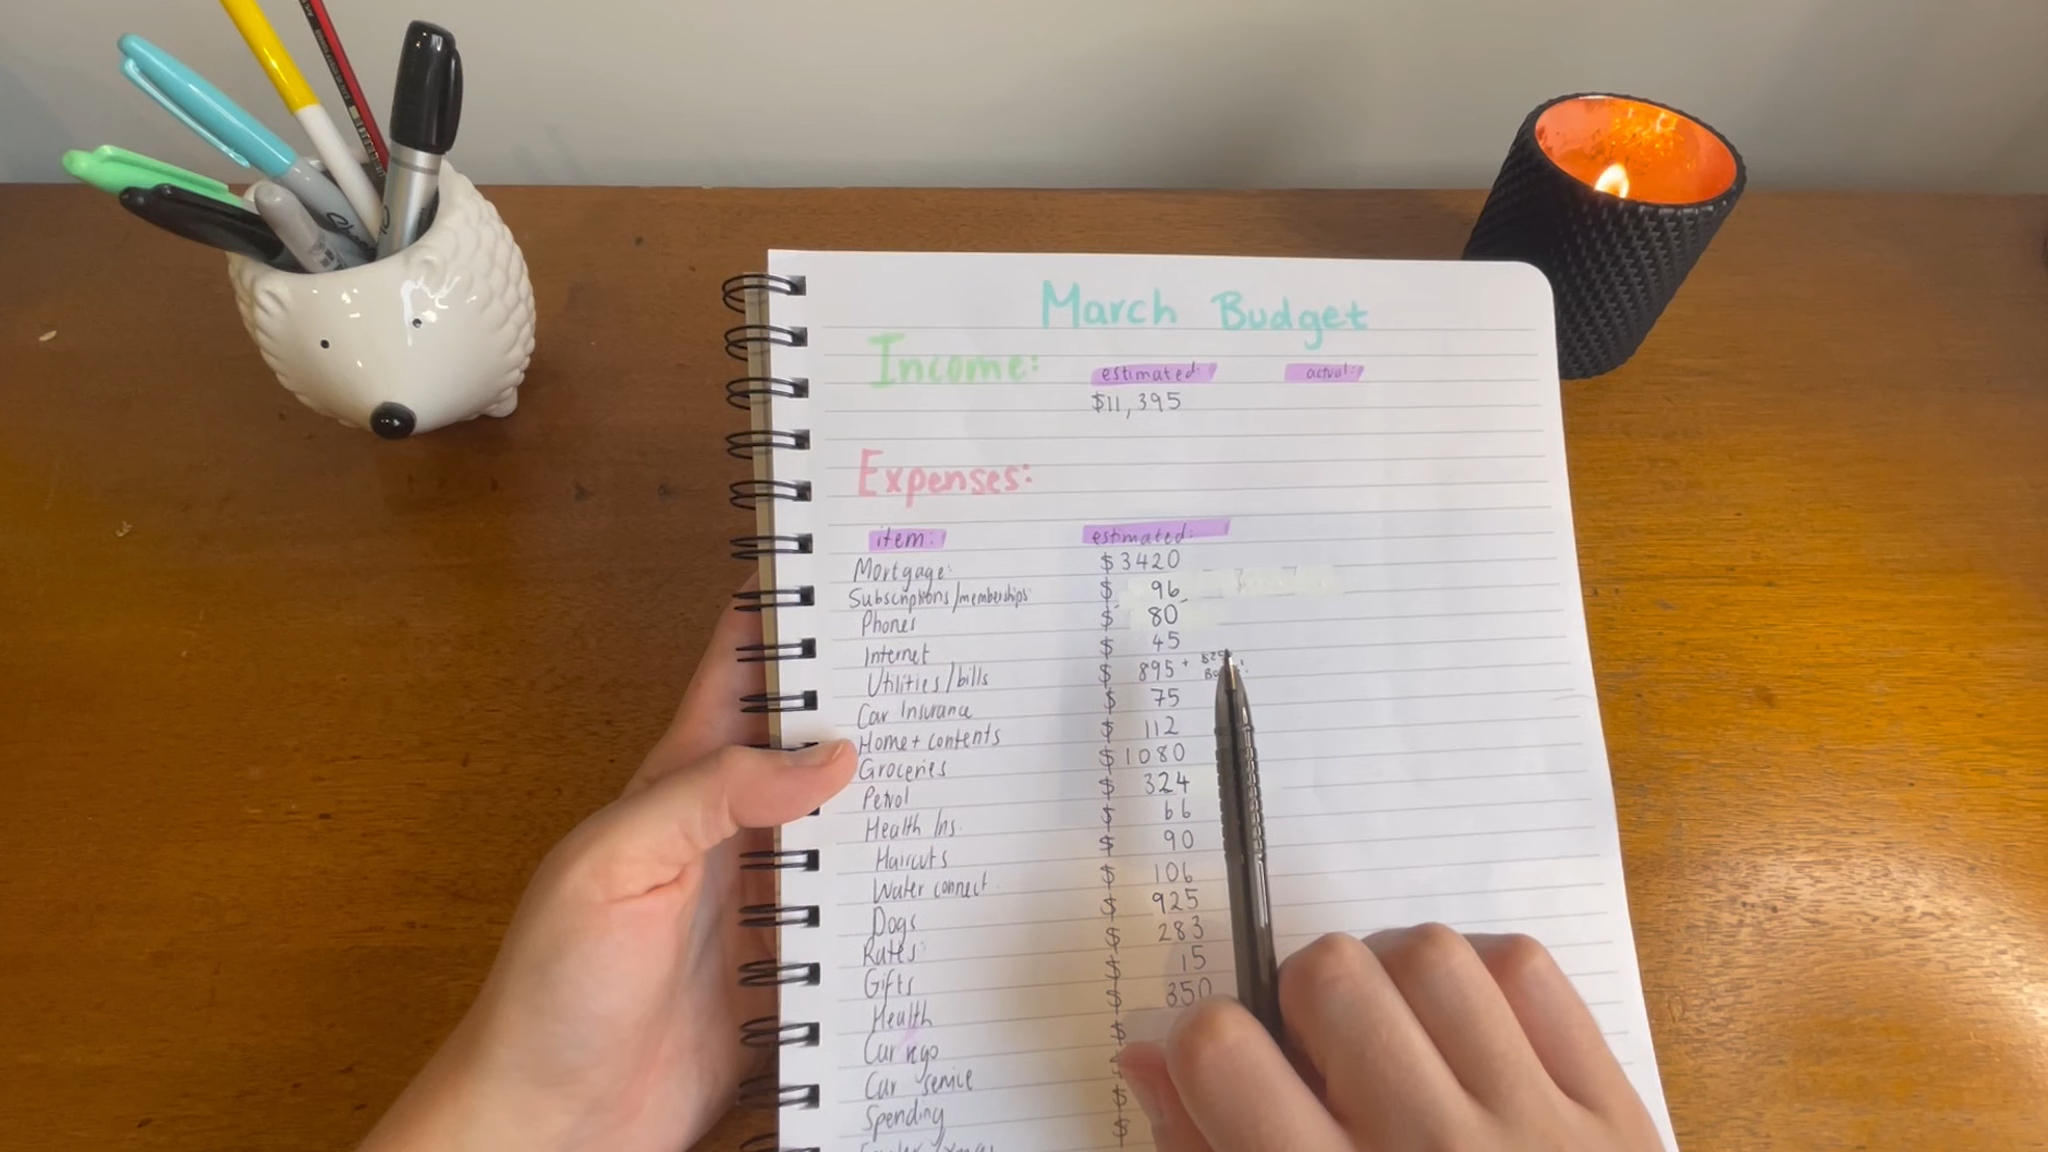 March Budget
Income:
estimated:
actual:
$11,395
Expenses:
item:
estimated:
Mortgage: $3420
Subscriptions/memberships $ 96
Phones $ 80
Internet $ 45
Utilities/bills $ 895 +
Car Insurance $ 75
Home + contents $ 112
Groceries $ 1080
Petrol $ 324
Health Ins. $ 66
Haircuts $ 90
Water connect $ 106
Dogs $ 925
Rates: $ 283
Gifts $ 15
Health $ 350
Car rego $
Car service $
Spending $
$